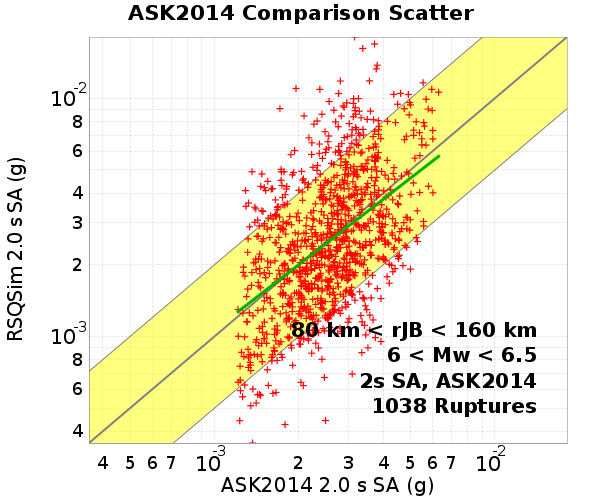 ASK2014 Comparison Scatter
RSQSim 2.0 s SA (g)
10-2
8
6
4
3
2
10-3
8
6
4
80 km < rJB < 160 km
6 < Mw < 6.5
2s SA, ASK2014
1038 Ruptures
4 5 6 7 10-3 2 3 4 5 6 7 10-2
ASK2014 2.0 s SA (g)